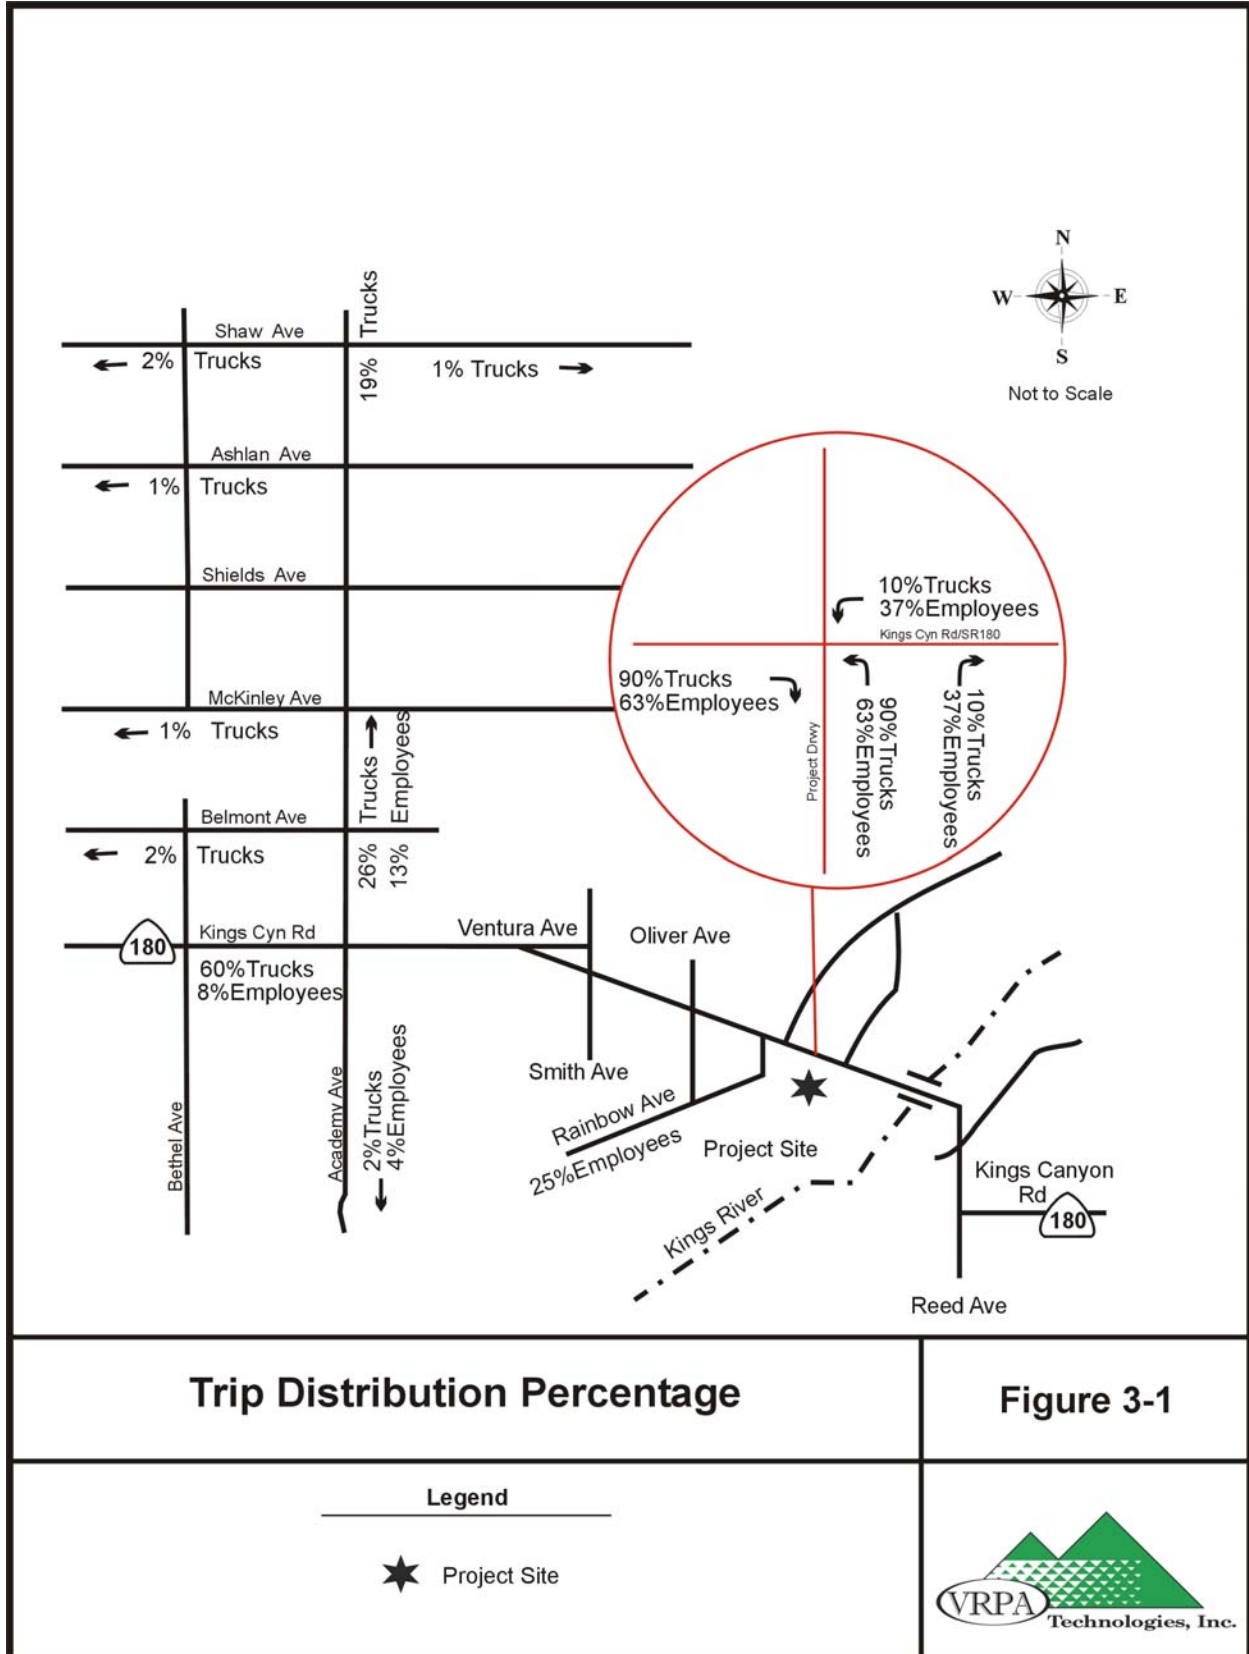 N
W
E
S
Not to Scale
Shaw Ave
2% Trucks
19% Trucks
1% Trucks
Ashlan Ave
1% Trucks
Shields Ave
10%Trucks
37%Employees
Kings Cyn Rd/SR180
90%Trucks
63%Employees
Project Drwy
90%Trucks
63%Employees
10%Trucks
37%Employees
McKinley Ave
1% Trucks
26% Trucks
13% Employees
Belmont Ave
2% Trucks
180
Kings Cyn Rd
60%Trucks
8%Employees
Ventura Ave
Oliver Ave
Smith Ave
Bethel Ave
Academy Ave
2%Trucks
4%Employees
Rainbow Ave
25%Employees
Project Site
Kings River
Kings Canyon
Rd
180
Reed Ave
Trip Distribution Percentage
Figure 3-1
Legend
Project Site
VRPA
Technologies, Inc.